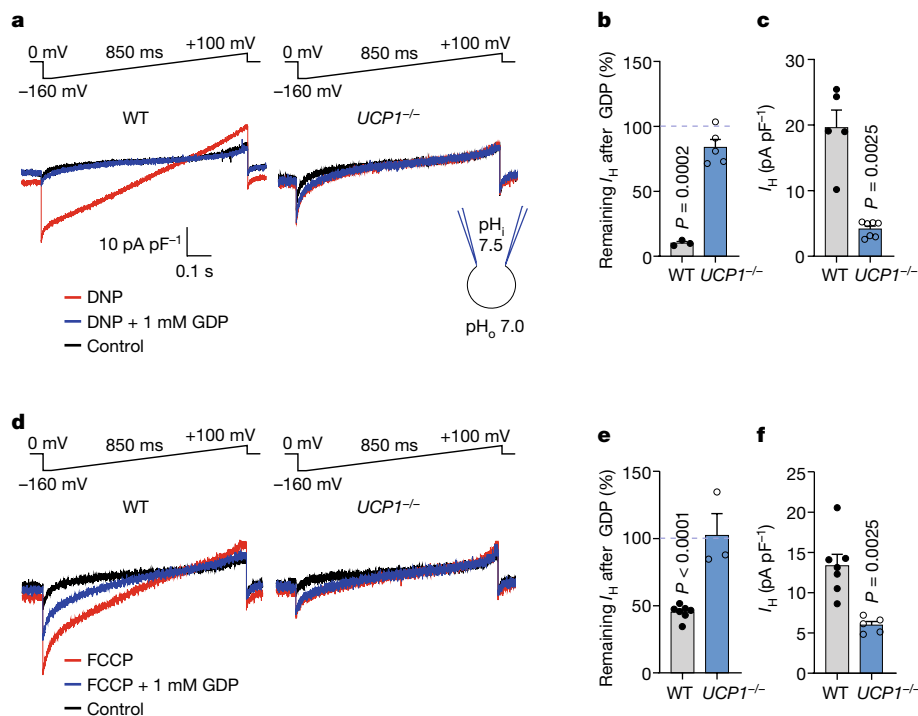 a
0 mV 850 ms +100 mV
−160 mV
WT
0 mV 850 ms +100 mV
−160 mV
UCP1−/−
10 pA pF−1
0.1 s
pHi
7.5
pHo 7.0
DNP
DNP + 1 mM GDP
Control
b
Remaining IH after GDP (%)
150
100
50
0
P = 0.0002
WT UCP1−/−
c
IH (pA pF−1)
30
20
10
0
P = 0.0025
WT UCP1−/−
d
0 mV 850 ms +100 mV
−160 mV
WT
0 mV 850 ms +100 mV
−160 mV
UCP1−/−
FCCP
FCCP + 1 mM GDP
Control
e
Remaining IH after GDP (%)
150
100
50
0
P < 0.0001
WT UCP1−/−
f
IH (pA pF−1)
25
20
15
10
5
0
P = 0.0025
WT UCP1−/−